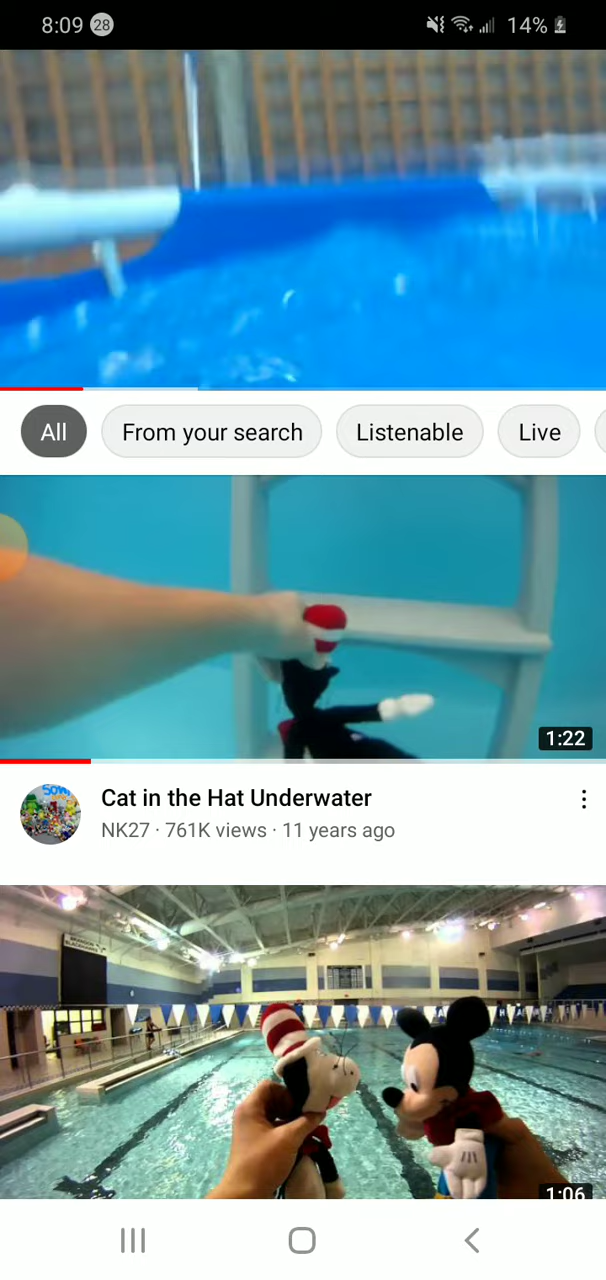 8:09 28 14%
All From your search Listenable Live
1:22
Cat in the Hat Underwater
NK27 · 761K views · 11 years ago
1:06